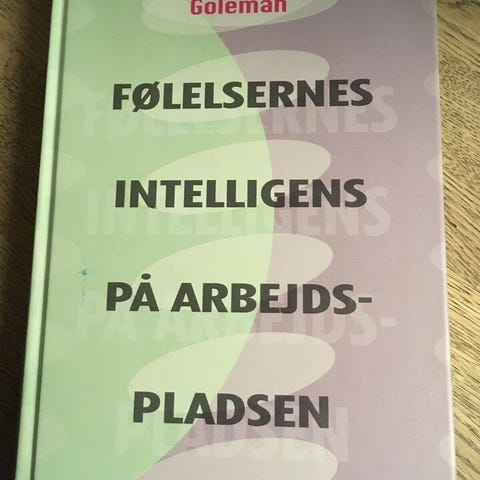 Goleman
FØLELSERNES
INTELLIGENS
PÅ ARBEJDS-
PLADSEN